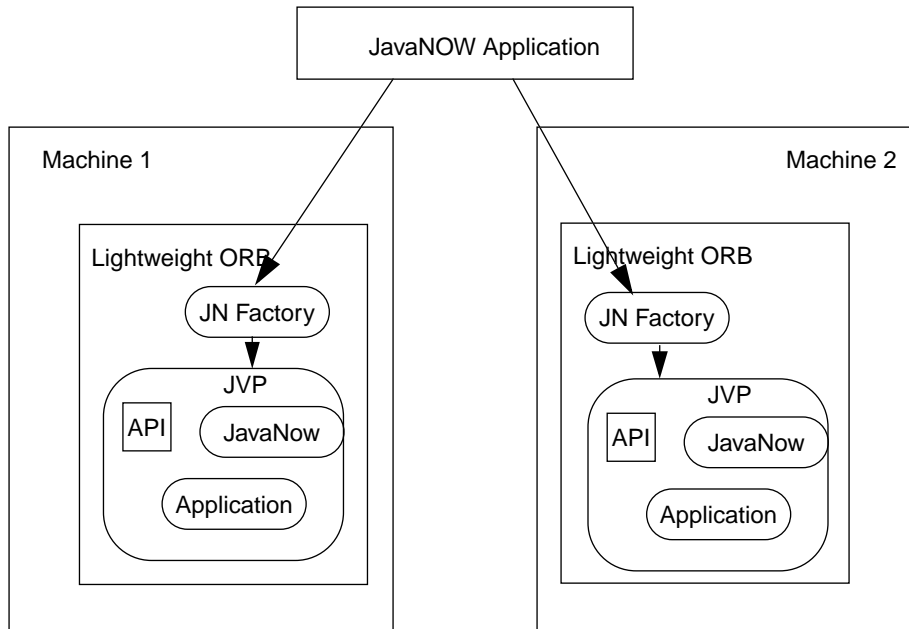 JavaNOW Application
Machine 1
Lightweight ORB
JN Factory
JVP
API
JavaNow
Application
Machine 2
Lightweight ORB
JN Factory
JVP
API
JavaNow
Application